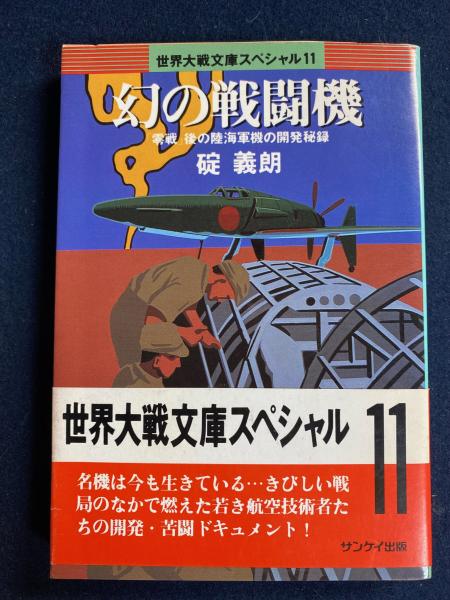 世界大戦文庫スペシャル11
幻の戦闘機
零戦 後の陸海軍機の開発秘録
碇 義朗
世界大戦文庫スペシャル 11
名機は今も生きている…きびしい戦
局のなかで燃えた若き航空技術者た
ちの開発・苦闘ドキュメント！
サンケイ出版